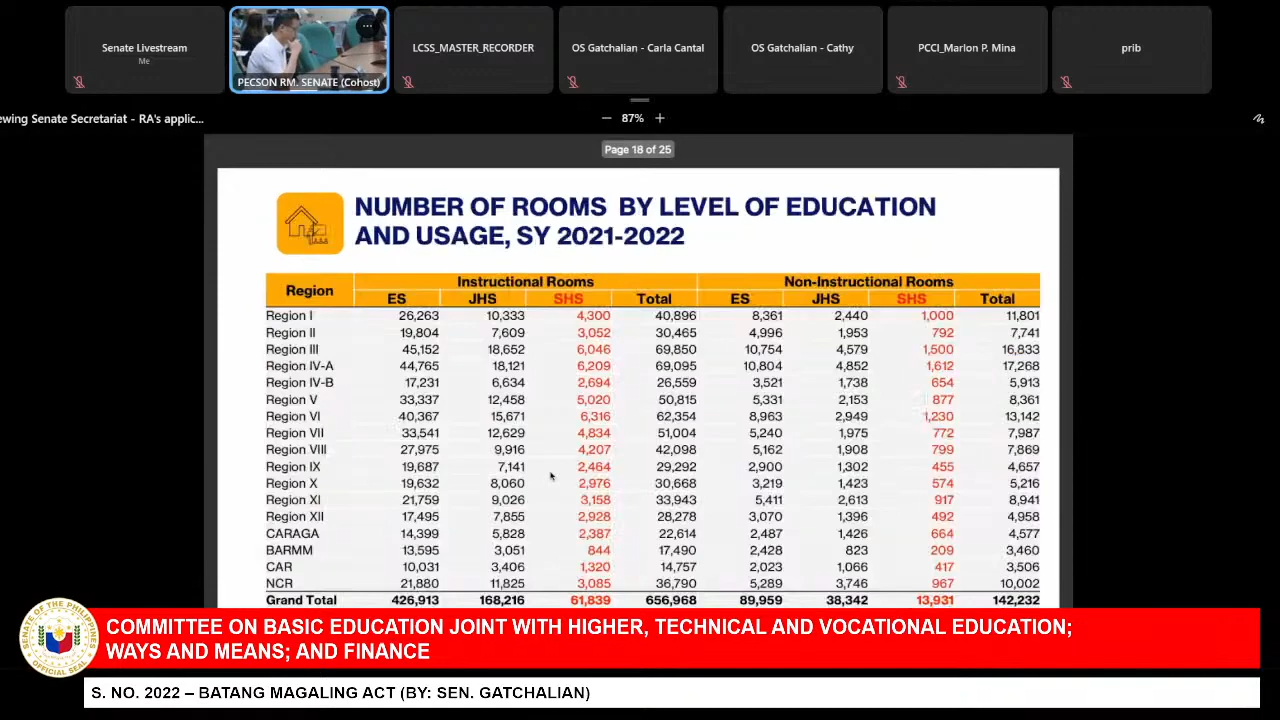 Senate Livestream
Me
PECSON RM. SENATE (Cohost)
LCSS_MASTER_RECORDER
OS Gatchalian - Carla Cantal
OS Gatchalian - Cathy
PCCI_Marlon P. Mina
prib
ewing Senate Secretariat - RA's applic...
87%
Page 18 of 25
NUMBER OF ROOMS BY LEVEL OF EDUCATION
AND USAGE, SY 2021-2022
Region Instructional Rooms Non-Instructional Rooms
ES JHS SHS Total ES JHS SHS Total
Region I 26,263 10,333 4,300 40,896 8,361 2,440 1,000 11,801
Region II 19,804 7,609 3,052 30,465 4,996 1,953 792 7,741
Region III 45,152 18,652 6,046 69,850 10,754 4,579 1,500 16,833
Region IV-A 44,765 18,121 6,209 69,095 10,804 4,852 1,612 17,268
Region IV-B 17,231 6,634 2,694 26,559 3,521 1,738 654 5,913
Region V 33,337 12,458 5,020 50,815 5,331 2,153 877 8,361
Region VI 40,367 15,671 6,316 62,354 8,963 2,949 1,230 13,142
Region VII 33,541 12,629 4,834 51,004 5,240 1,975 772 7,987
Region VIII 27,975 9,916 4,207 42,098 5,162 1,908 799 7,869
Region IX 19,687 7,141 2,464 29,292 2,900 1,302 455 4,657
Region X 19,632 8,060 2,976 30,668 3,219 1,423 574 5,216
Region XI 21,759 9,026 3,158 33,943 5,411 2,613 917 8,941
Region XII 17,495 7,855 2,928 28,278 3,070 1,396 492 4,958
CARAGA 14,399 5,828 2,387 22,614 2,487 1,426 664 4,577
BARMM 13,595 3,051 844 17,490 2,428 823 209 3,460
CAR 10,031 3,406 1,320 14,757 2,023 1,066 417 3,506
NCR 21,880 11,825 3,085 36,790 5,289 3,746 967 10,002
Grand Total 426,913 168,216 61,839 656,968 89,959 38,342 13,931 142,232
SENATE OF THE PHILIPPINES
OFFICIAL SEAL
COMMITTEE ON BASIC EDUCATION JOINT WITH HIGHER, TECHNICAL AND VOCATIONAL EDUCATION;
WAYS AND MEANS; AND FINANCE
S. NO. 2022 – BATANG MAGALING ACT (BY: SEN. GATCHALIAN)